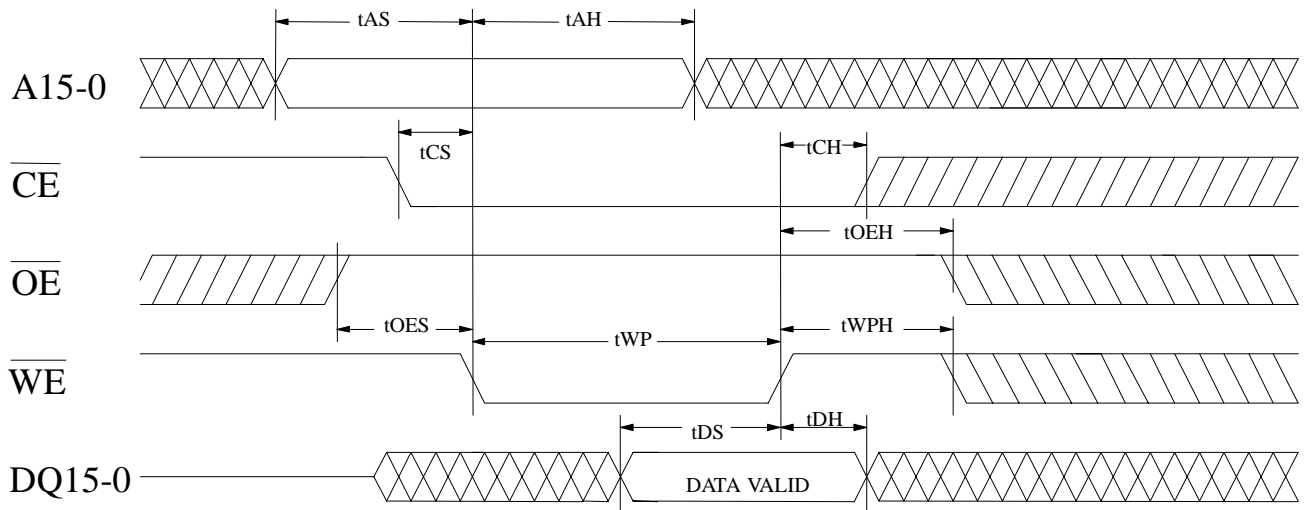 tAS tAH
A15-0
tCS tCH
CE
tOEH
OE
tOES tWP tWPH
WE
tDS tDH
DQ15-0 DATA VALID